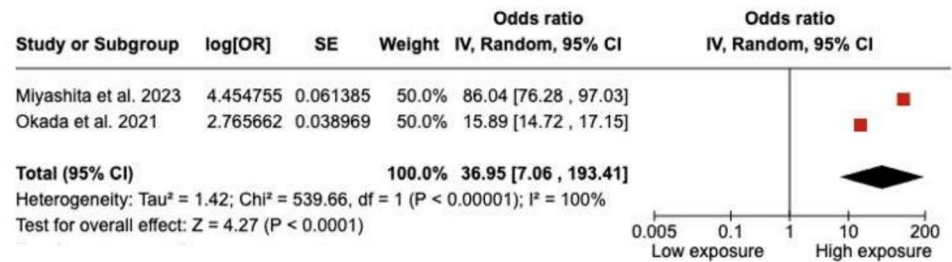 Odds ratio Odds ratio
Study or Subgroup log[OR] SE Weight IV, Random, 95% CI IV, Random, 95% CI
Miyashita et al. 2023 4.454755 0.061385 50.0% 86.04 [76.28 , 97.03]
Okada et al. 2021 2.765662 0.038969 50.0% 15.89 [14.72 , 17.15]
Total (95% CI) 100.0% 36.95 [7.06 , 193.41]
Heterogeneity: Tau² = 1.42; Chi² = 539.66, df = 1 (P < 0.00001); I² = 100%
Test for overall effect: Z = 4.27 (P < 0.0001)
0.005 0.1 1 10 200
Low exposure High exposure